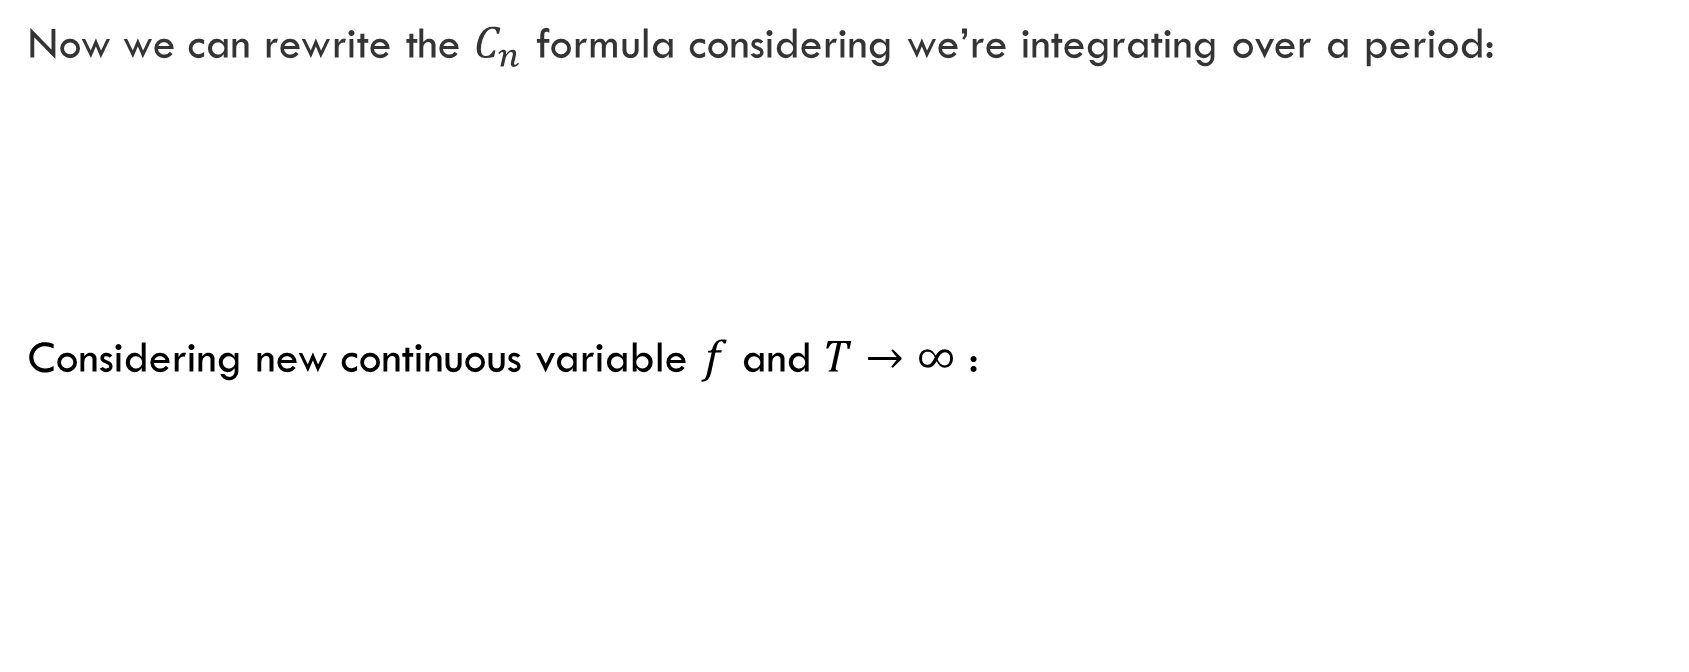 Now we can rewrite the Cₙ formula considering we're integrating over a period:
Considering new continuous variable f and T → ∞ :